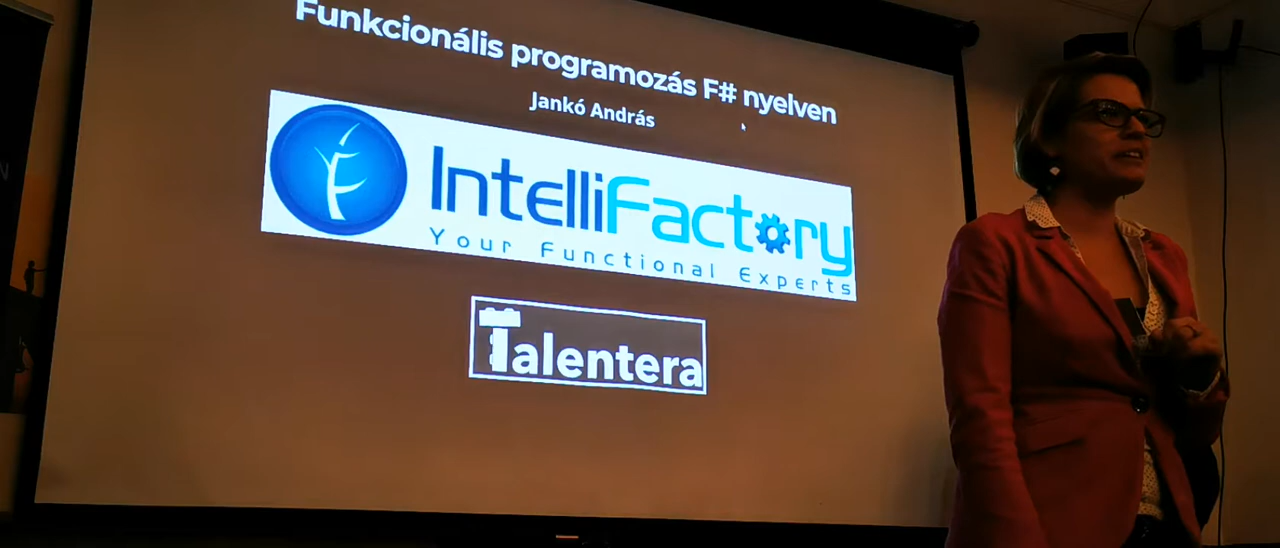 Funkcionális programozás F# nyelven
Jankó András
IntelliFactory
Your Functional Experts
Talentera